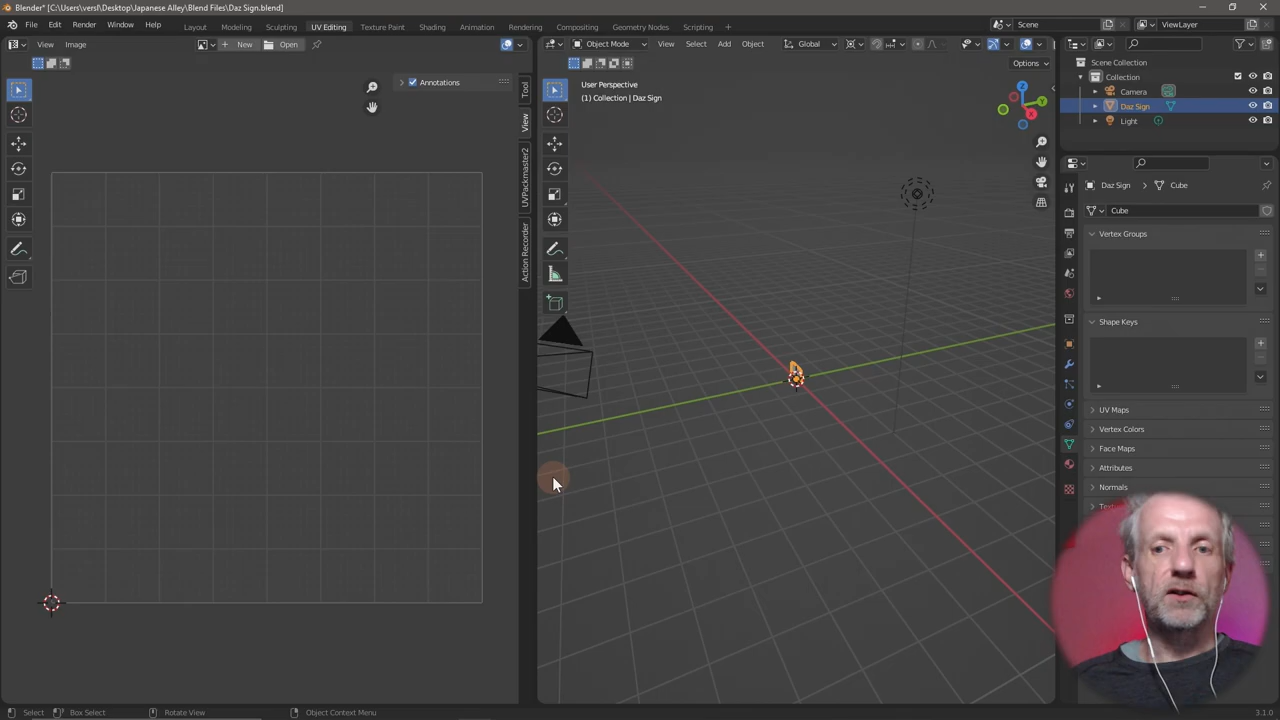 Blender* [C:\Users\versl\Desktop\Japanese Alley\Blend Files\Daz Sign.blend]
File Edit Render Window Help Layout Modeling Sculpting UV Editing Texture Paint Shading Animation Rendering Compositing Geometry Nodes Scripting Scene ViewLayer
View Image New Open Object Mode View Select Add Object Global
Options
Annotations
Tool
View
UVPackmaster2
Action Recorder
User Perspective
(1) Collection | Daz Sign
Scene Collection
Collection
Camera
Daz Sign
Light
Daz Sign Cube
Cube
Vertex Groups
Shape Keys
UV Maps
Vertex Colors
Face Maps
Attributes
Normals
Select Box Select Rotate View Object Context Menu 3.1.0